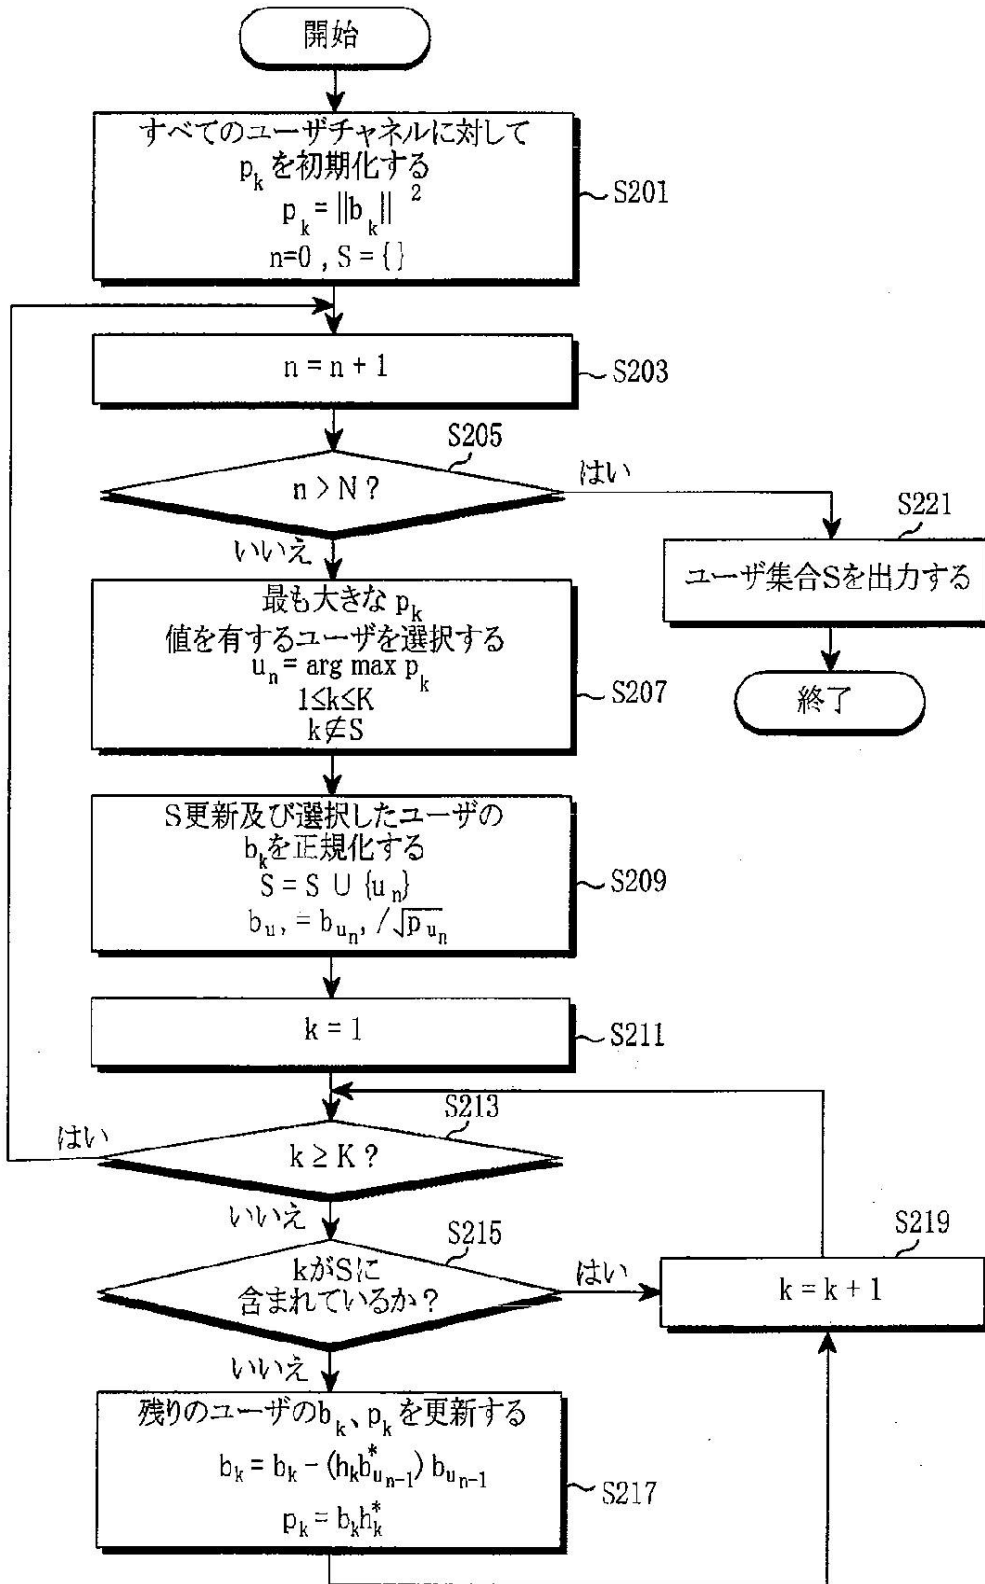 開始
すべてのユーザチャネルに対して
p_k を初期化する
p_k = ||b_k||^2
n=0 , S = { }
S201
n = n + 1
S203
S205
n > N ?
はい
いいえ
S221
ユーザ集合Sを出力する
終了
最も大きな p_k
値を有するユーザを選択する
u_n = arg max p_k
1≤k≤K
k∉S
S207
S更新及び選択したユーザの
b_kを正規化する
S = S ∪ {u_n}
b_u, = b_{u_n}, /√p_{u_n}
S209
k = 1
S211
S213
k ≥ K ?
はい
いいえ
S215
kがSに
含まれているか?
はい
いいえ
S219
k = k + 1
残りのユーザのb_k、p_k を更新する
b_k = b_k − (h_k b^*_{u_{n-1}}) b_{u_{n-1}}
p_k = b_k h^*_k
S217